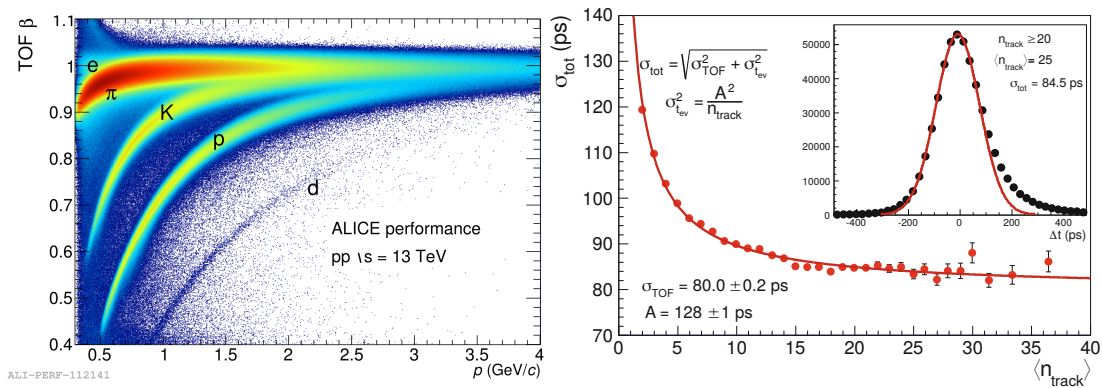 TOF β
1.1
1
0.9
0.8
0.7
0.6
0.5
0.4
e
π
K
p
d
ALICE performance
pp \s = 13 TeV
0.5 1 1.5 2 2.5 3 3.5 4
p (GeV/c)
ALI-PERF-112141
σtot (ps)
140
130
120
110
100
90
80
70
σtot = √σ²TOF + σ²tev
σ²tev = A²/ntrack
σTOF = 80.0 ± 0.2 ps
A = 128 ± 1 ps
0 5 10 15 20 25 30 35 40
⟨ntrack⟩
50000
40000
30000
20000
10000
0
ntrack ≥20
⟨ntrack⟩= 25
σtot = 84.5 ps
-400 -200 0 200 400
Δt (ps)